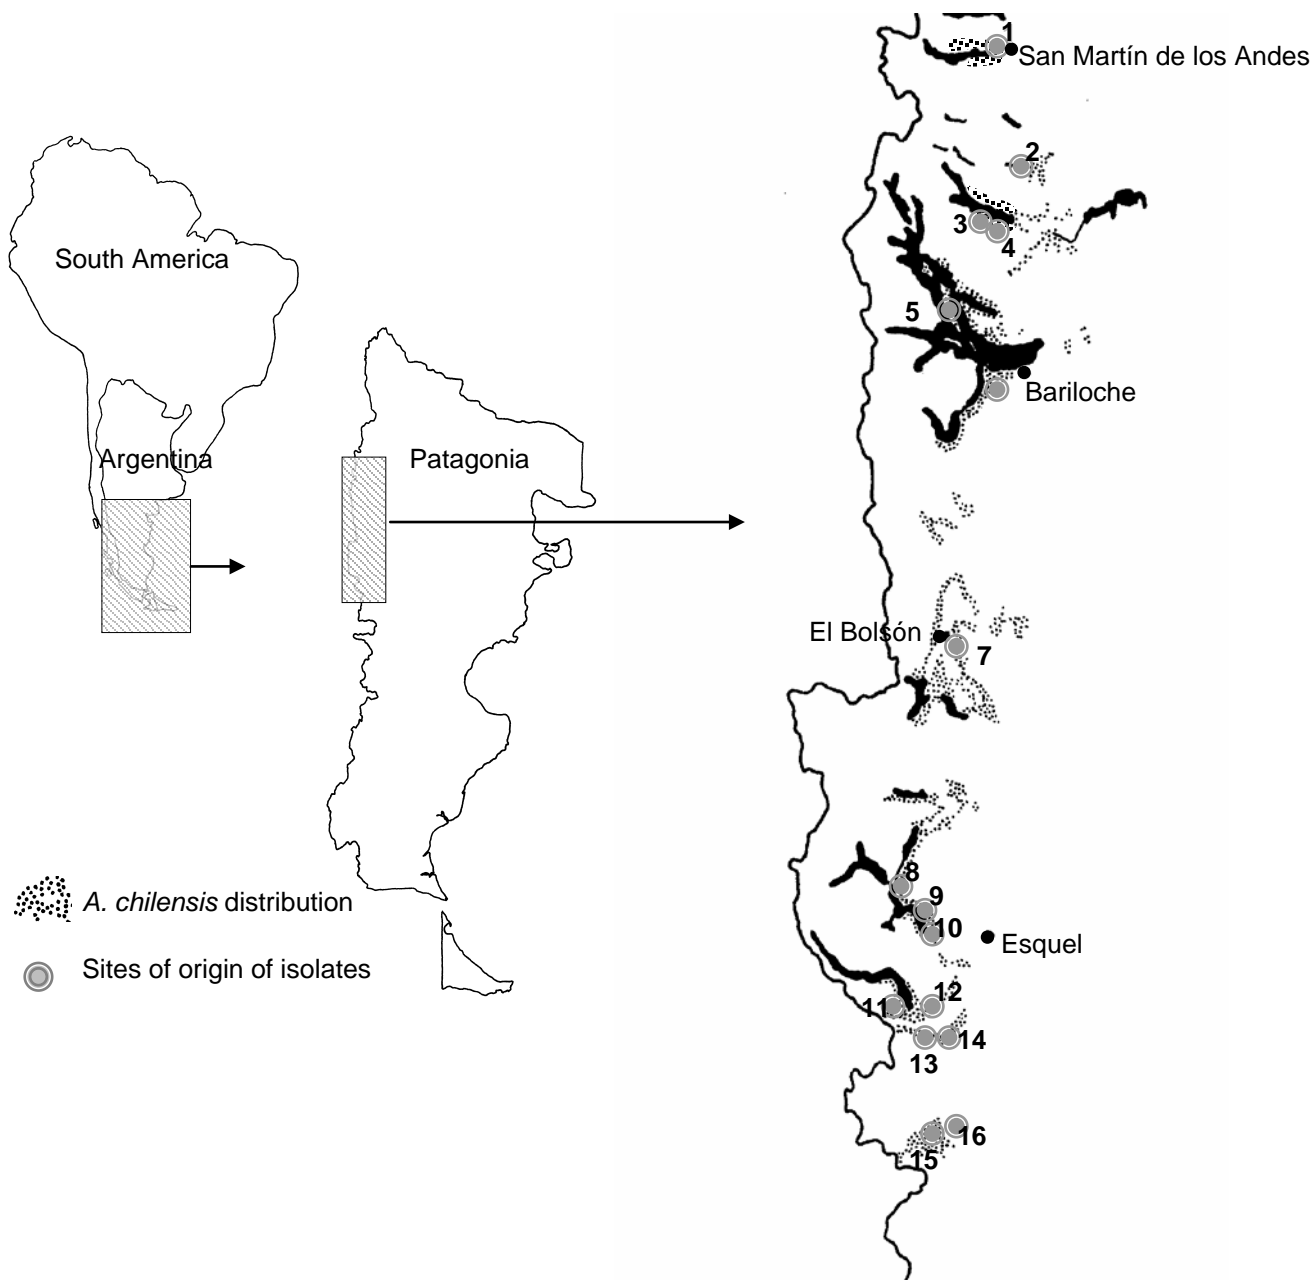 South America
Argentina
Patagonia
A. chilensis distribution
Sites of origin of isolates
1
San Martín de los Andes
2
3
4
5
Bariloche
El Bolsón
7
8
9
10
Esquel
11
12
13
14
15
16